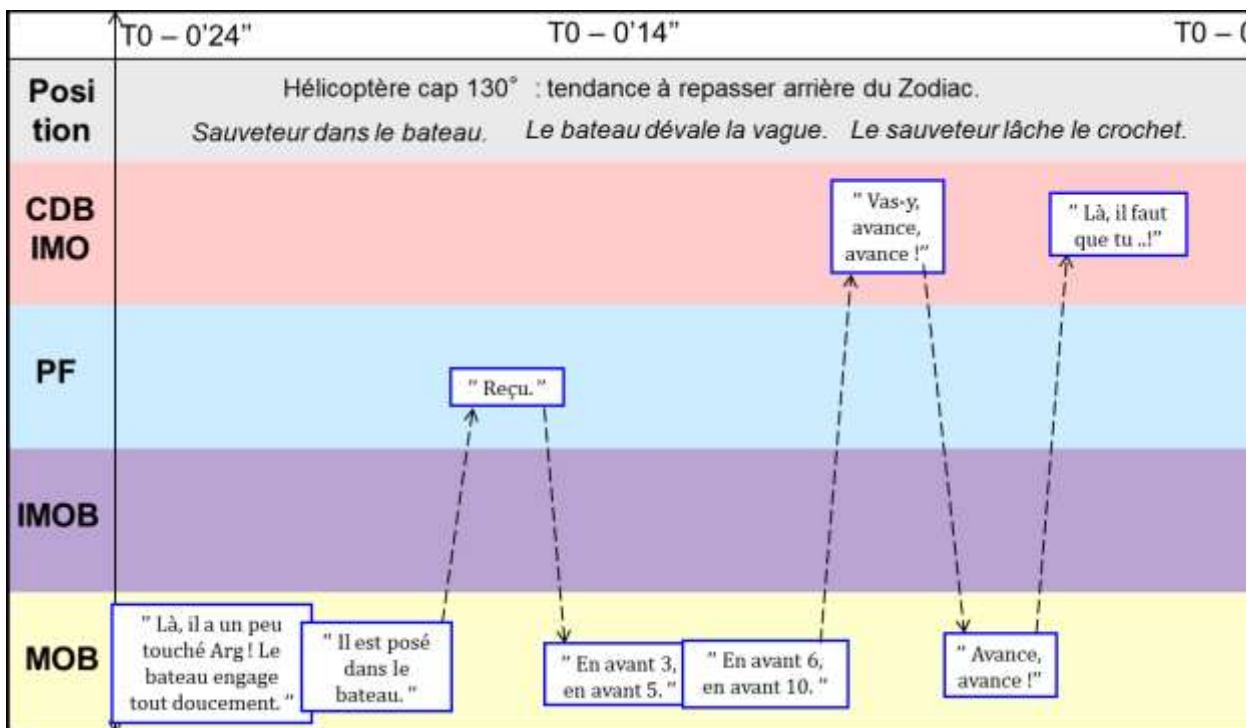 T0 – 0'24"
T0 – 0'14"
T0 – 0
Posi
tion
Hélicoptère cap 130° : tendance à repasser arrière du Zodiac.
Sauveteur dans le bateau.
Le bateau dévale la vague.
Le sauveteur lâche le crochet.
CDB
IMO
" Vas-y,
avance,
avance !"
" Là, il faut
que tu ..!"
PF
" Reçu. "
IMOB
MOB
" Là, il a un peu
touché Arg ! Le
bateau engage
tout doucement. "
" Il est posé
dans le
bateau. "
" En avant 3,
en avant 5. "
" En avant 6,
en avant 10. "
" Avance,
avance !"